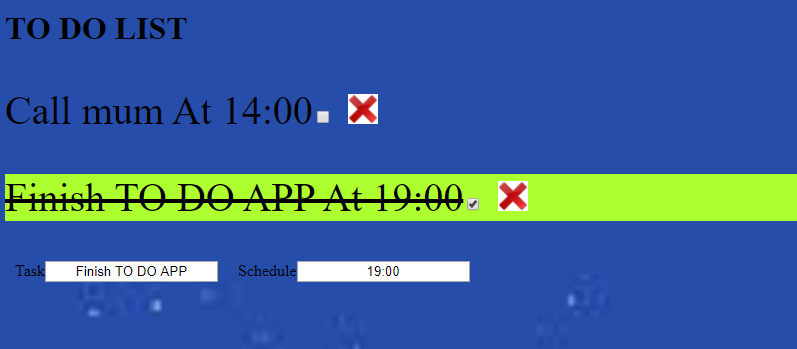 TO DO LIST
Call mum At 14:00
Finish TO DO APP At 19:00
Task Finish TO DO APP Schedule 19:00